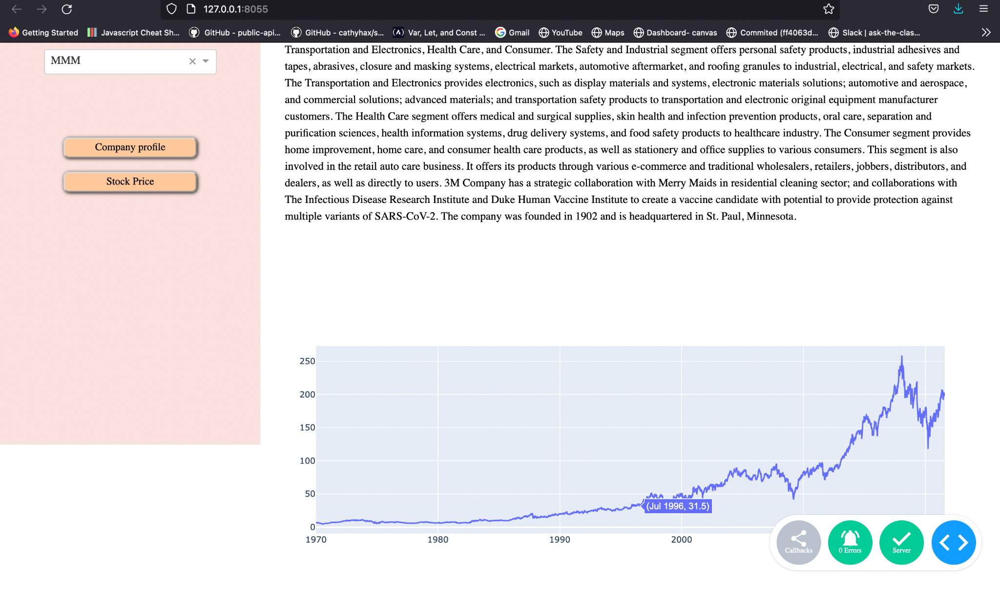 127.0.0.1:8055
Getting Started Javascript Cheat Sh... GitHub - public-api... GitHub - cathyhax/s... Var, Let, and Const ... Gmail YouTube Maps Dashboard- canvas Commited (ff4063d... Slack | ask-the-clas...
MMM
Company profile
Stock Price
Transportation and Electronics, Health Care, and Consumer. The Safety and Industrial segment offers personal safety products, industrial adhesives and
tapes, abrasives, closure and masking systems, electrical markets, automotive aftermarket, and roofing granules to industrial, electrical, and safety markets.
The Transportation and Electronics provides electronics, such as display materials and systems, electronic materials solutions; automotive and aerospace,
and commercial solutions; advanced materials; and transportation safety products to transportation and electronic original equipment manufacturer
customers. The Health Care segment offers medical and surgical supplies, skin health and infection prevention products, oral care, separation and
purification sciences, health information systems, drug delivery systems, and food safety products to healthcare industry. The Consumer segment provides
home improvement, home care, and consumer health care products, as well as stationery and office supplies to various consumers. This segment is also
involved in the retail auto care business. It offers its products through various e-commerce and traditional wholesalers, retailers, jobbers, distributors, and
dealers, as well as directly to users. 3M Company has a strategic collaboration with Merry Maids in residential cleaning sector; and collaborations with
The Infectious Disease Research Institute and Duke Human Vaccine Institute to create a vaccine candidate with potential to provide protection against
multiple variants of SARS-CoV-2. The company was founded in 1902 and is headquartered in St. Paul, Minnesota.
250
200
150
100
50
(Jul 1996, 31.5)
0
1970 1980 1990 2000
Callbacks 0 Errors Server